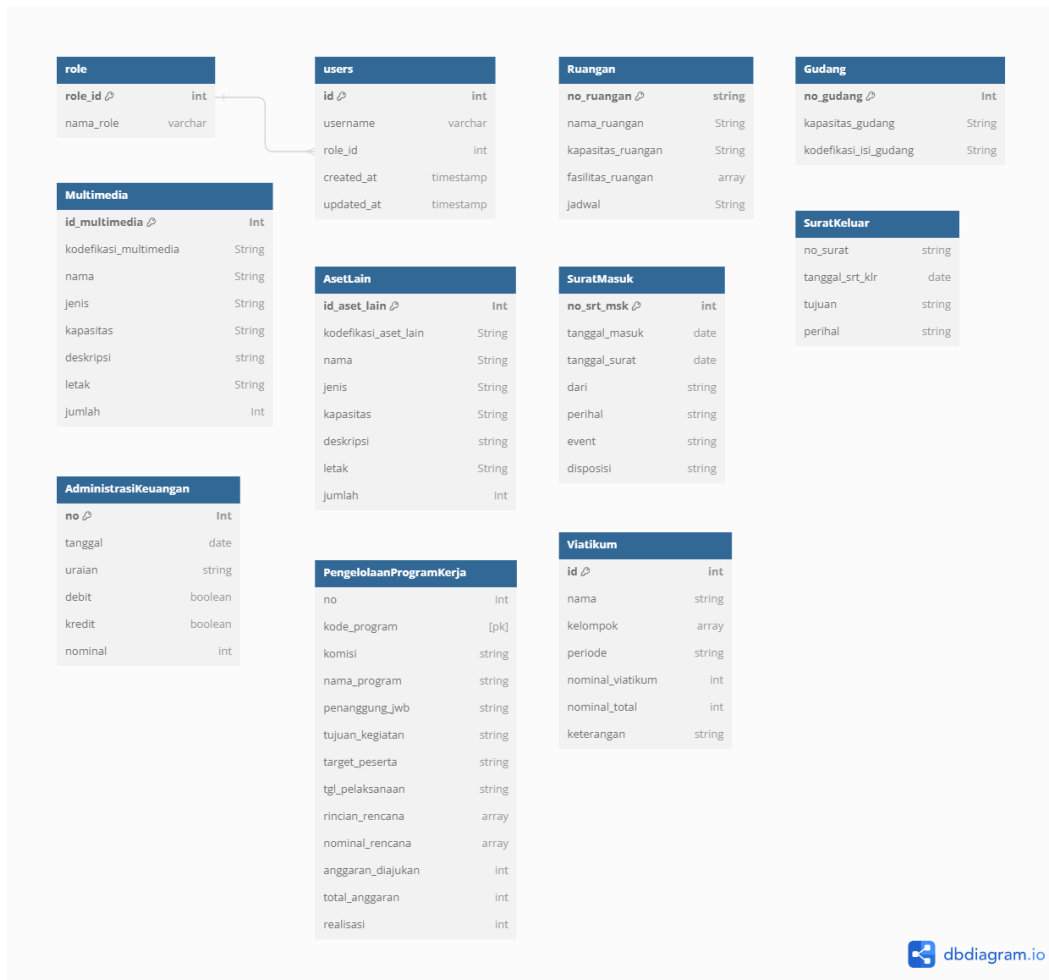 role
role_id int
nama_role varchar
users
id int
username varchar
role_id int
created_at timestamp
updated_at timestamp
Ruangan
no_ruangan string
nama_ruangan String
kapasitas_ruangan String
fasilitas_ruangan array
jadwal String
Gudang
no_gudang Int
kapasitas_gudang String
kodefikasi_isi_gudang String
Multimedia
id_multimedia Int
kodefikasi_multimedia String
nama String
jenis String
kapasitas String
deskripsi string
letak String
jumlah Int
AsetLain
id_aset_lain Int
kodefikasi_aset_lain String
nama String
jenis String
kapasitas String
deskripsi string
letak String
jumlah Int
SuratMasuk
no_srt_msk int
tanggal_masuk date
tanggal_surat date
dari string
perihal string
event string
disposisi string
SuratKeluar
no_surat string
tanggal_srt_klr date
tujuan string
perihal string
AdministrasiKeuangan
no Int
tanggal date
uraian string
debit boolean
kredit boolean
nominal int
PengelolaanProgramKerja
no Int
kode_program [pk]
komisi string
nama_program string
penanggung_jwb string
tujuan_kegiatan string
target_peserta string
tgl_pelaksanaan string
rincian_rencana array
nominal_rencana array
anggaran_diajukan int
total_anggaran int
realisasi int
Viatikum
id int
nama string
kelompok array
periode string
nominal_viatikum int
nominal_total int
keterangan string
dbdiagram.io